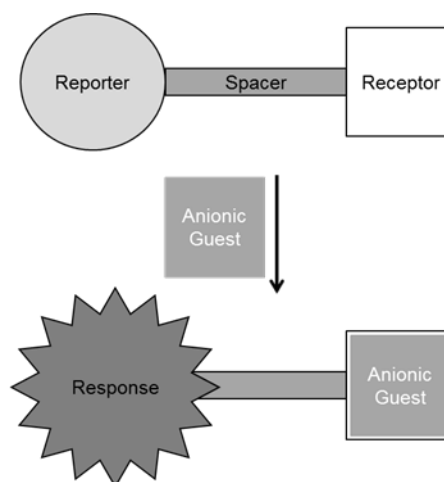 Reporter Spacer Receptor
Anionic
Guest
Response
Anionic
Guest